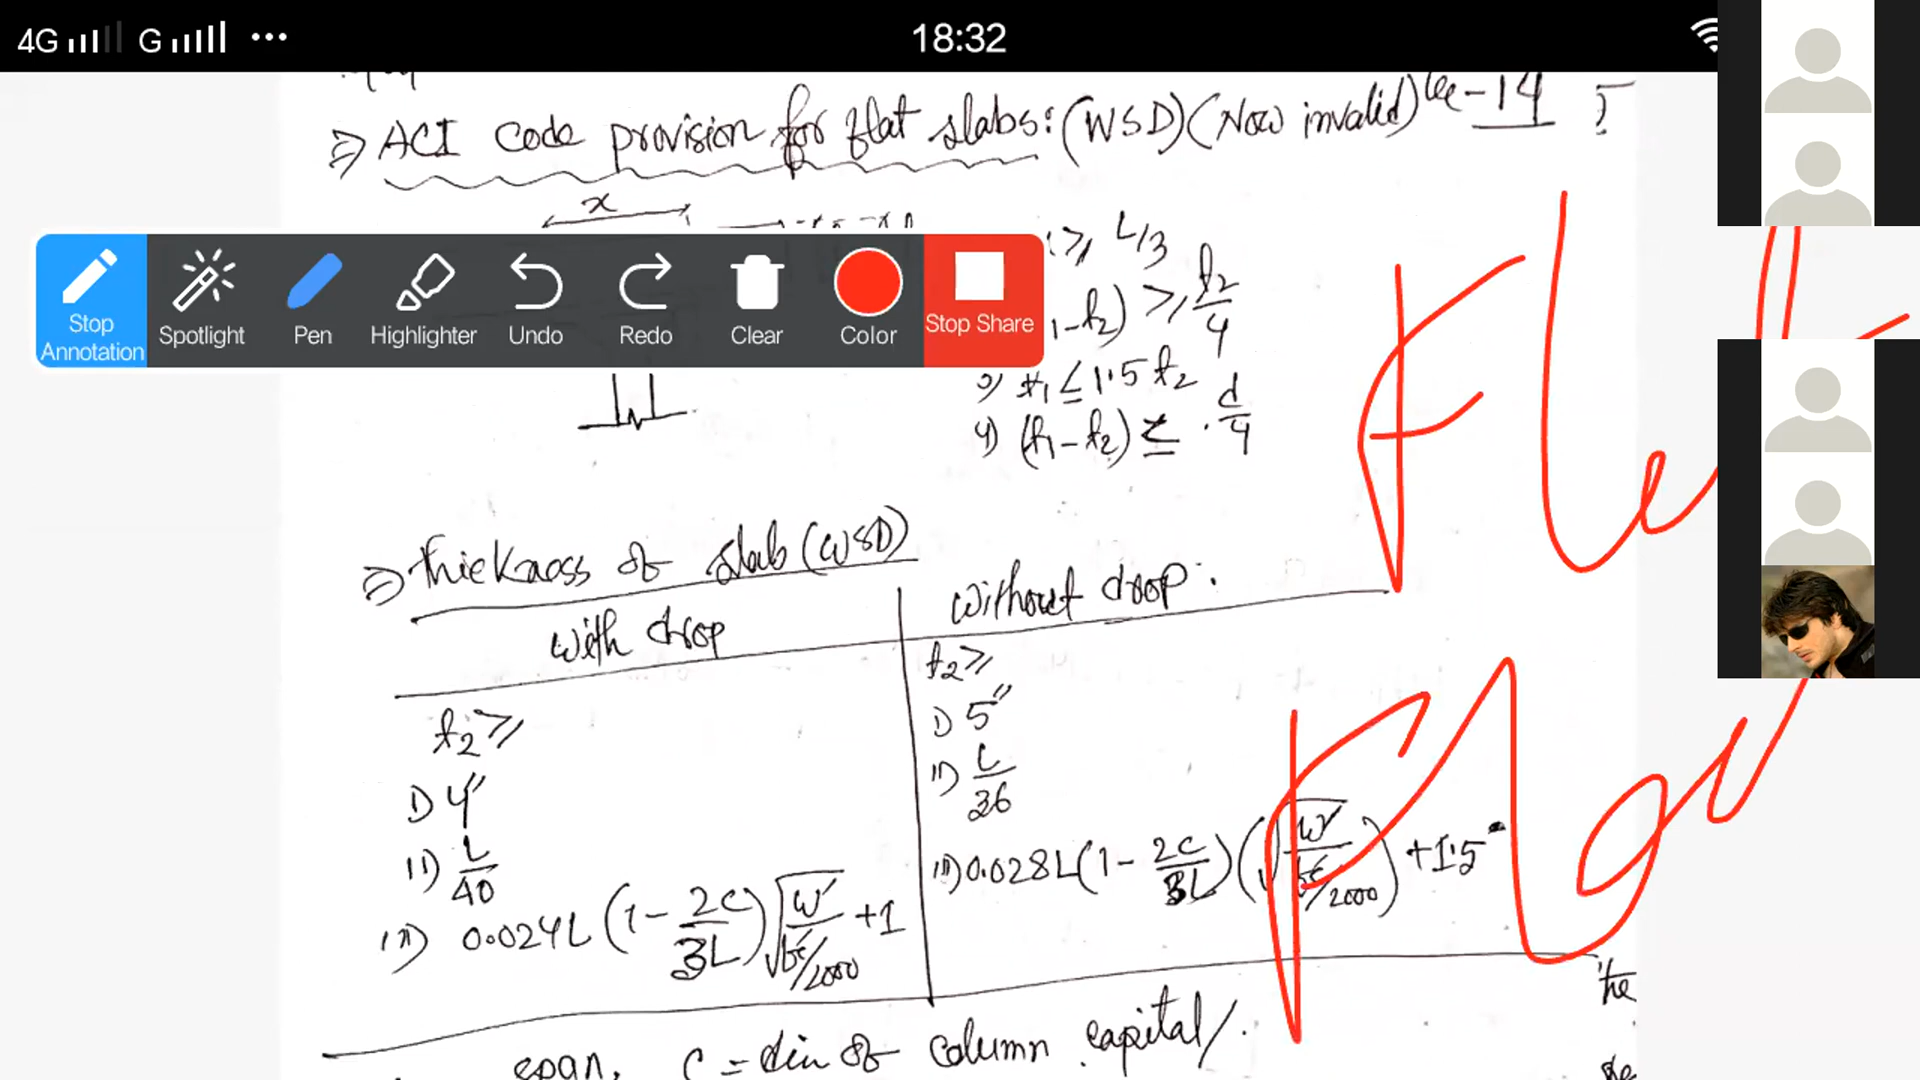 4G G ... 18:32
⇒ ACI Code provision for flat slabs: (WSD) (Now invalid) Lec-14
x
≥ L/3
1-t2) ≥ t2/4
3) t1 ≤ 1.5 t2
4) (t1-t2) ≤ d/4
Stop Annotation
Spotlight
Pen
Highlighter
Undo
Redo
Clear
Color
Stop Share
⇒ Thickness of slab (WSD)
With drop
Without drop:
t2 ≥
i) 4"
ii) L/40
iii) 0.024L (1 - 2C/3L) √(w'/(fc'/2000)) + 1
t2 ≥
i) 5"
ii) L/36
iii) 0.028L (1 - 2C/3L) (√(w'/(fc'/2000))) + 1.5
span, C = dia of column capital/.
the
Fl